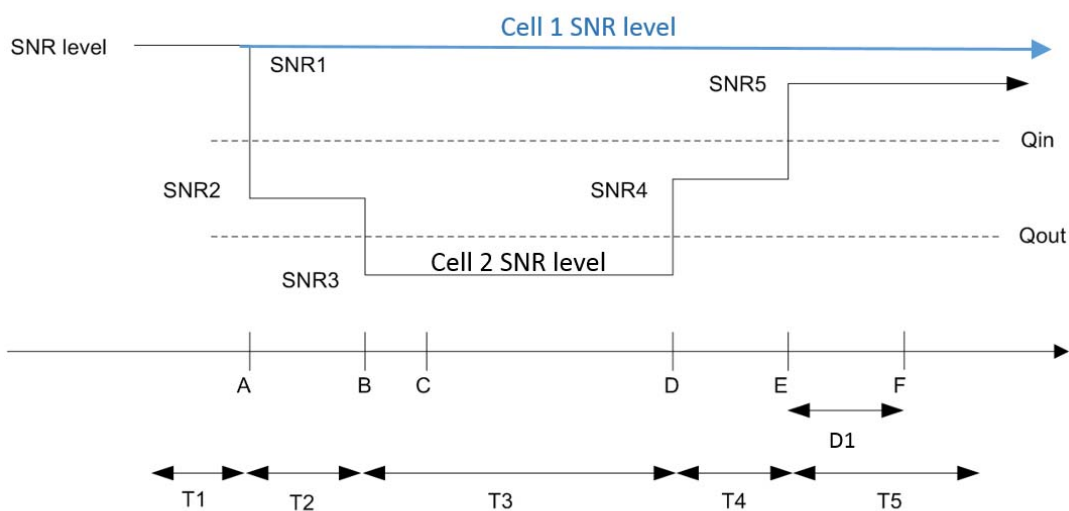 Cell 1 SNR level
SNR level
SNR1
SNR5
Qin
SNR2
SNR4
Qout
Cell 2 SNR level
SNR3
A B C D E F
D1
T1 T2 T3 T4 T5